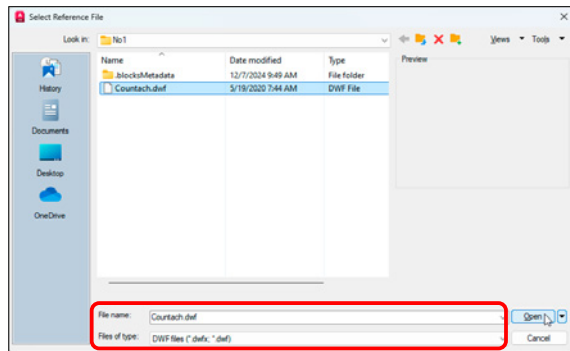 Select Reference File
Look in: No1 Views Tools
Name Date modified Type Preview
.blocksMetadata 12/7/2024 9:49 AM File folder
Countach.dwf 5/19/2020 7:44 AM DWF File
History
Documents
Desktop
OneDrive
File name: Countach.dwf Open
Files of type: DWF files (*.dwfx; *.dwf) Cancel